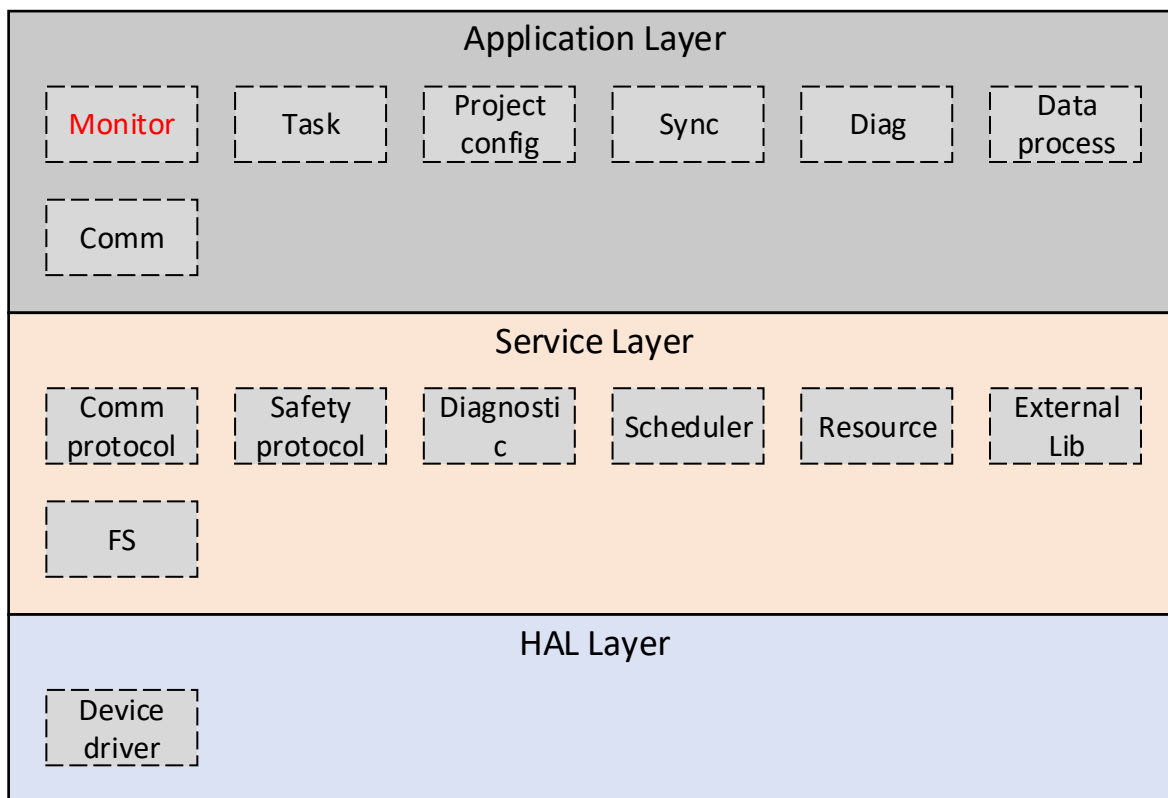 Application Layer
Monitor
Task
Project
config
Sync
Diag
Data
process
Comm
Service Layer
Comm
protocol
Safety
protocol
Diagnosti
c
Scheduler
Resource
External
Lib
FS
HAL Layer
Device
driver